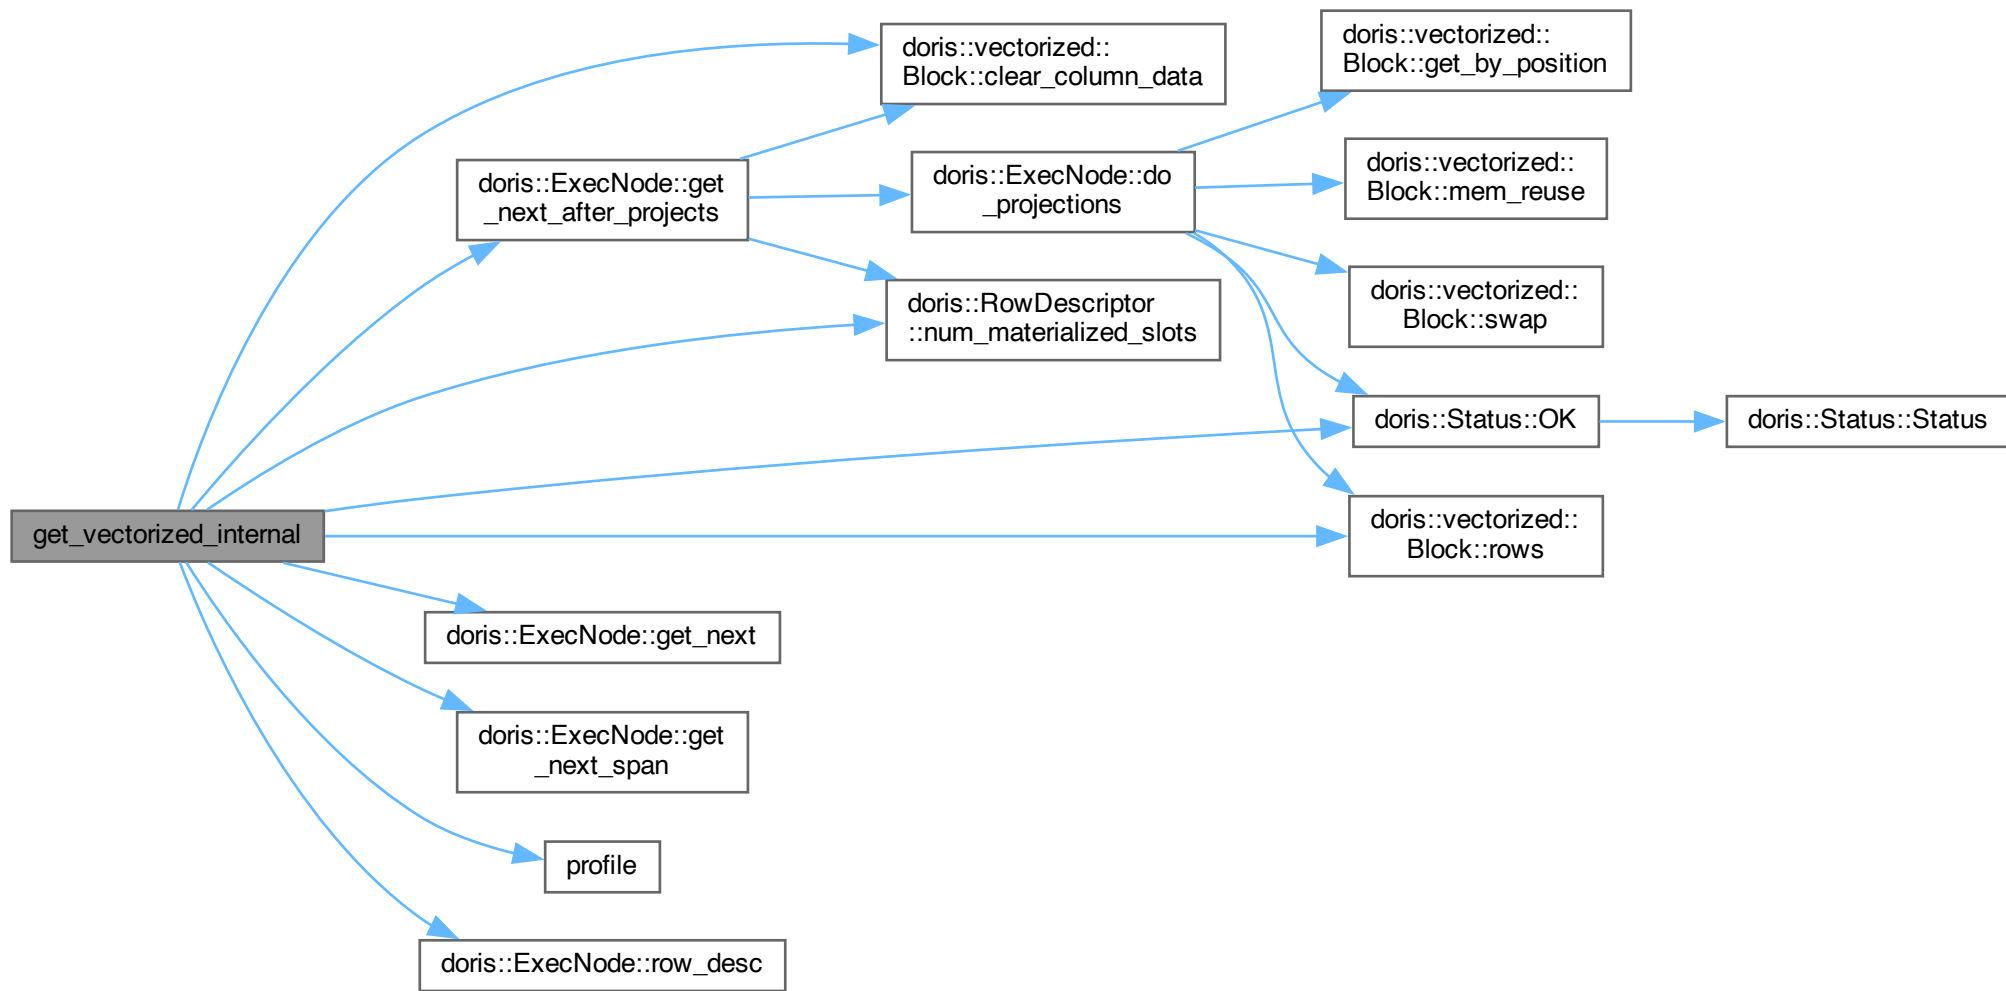 get_vectorized_internal
doris::vectorized::
Block::clear_column_data
doris::ExecNode::get
_next_after_projects
doris::ExecNode::do
_projections
doris::RowDescriptor
::num_materialized_slots
doris::vectorized::
Block::get_by_position
doris::vectorized::
Block::mem_reuse
doris::vectorized::
Block::swap
doris::Status::OK
doris::Status::Status
doris::vectorized::
Block::rows
doris::ExecNode::get_next
doris::ExecNode::get
_next_span
profile
doris::ExecNode::row_desc